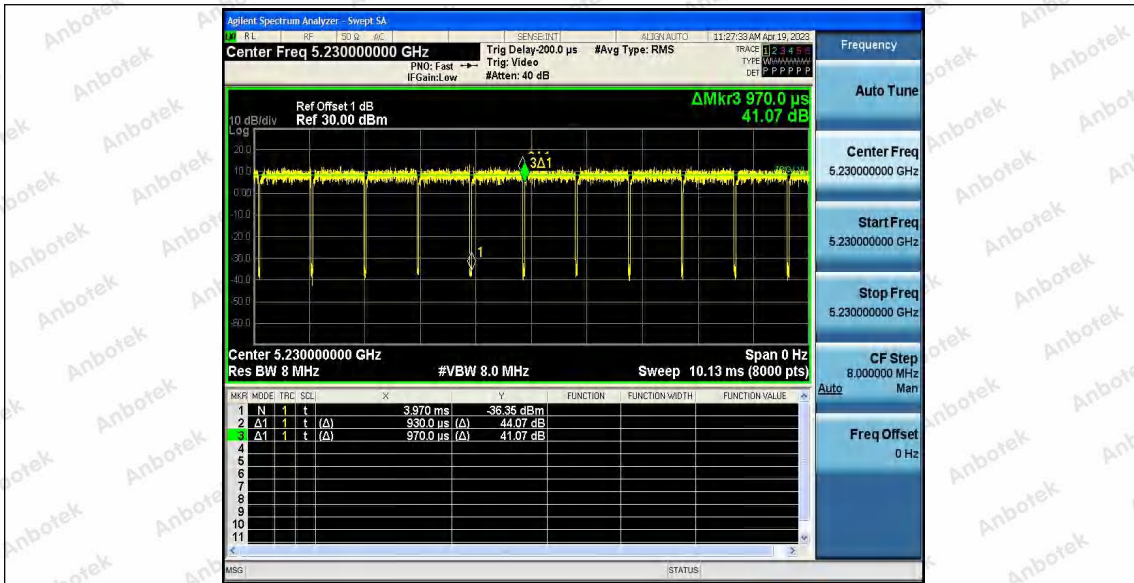 Agilent Spectrum Analyzer - Swept SA
RL RF 50 Ω AC SENSE:INT ALIGN AUTO 11:27:33 AM Apr 19, 2023
Center Freq 5.230000000 GHz
PNO: Fast
IFGain:Low
Trig Delay-200.0 µs
Trig: Video
#Atten: 40 dB
#Avg Type: RMS
TRACE 1 2 3 4 5 6
TYPE
DET P P P P P P
Frequency
ΔMkr3 970.0 µs
41.07 dB
Ref Offset 1 dB
10 dB/div Ref 30.00 dBm
Log
20.0
10.0
0.00
-10.0
-20.0
-30.0
-40.0
-50.0
-60.0
3Δ1
1
Center 5.230000000 GHz Span 0 Hz
Res BW 8 MHz #VBW 8.0 MHz Sweep 10.13 ms (8000 pts)
MKR MODE TRC SCL X Y FUNCTION FUNCTION WIDTH FUNCTION VALUE
1 N 1 t 3.970 ms -36.35 dBm
2 Δ1 1 t (Δ) 930.0 µs (Δ) 44.07 dB
3 Δ1 1 t (Δ) 970.0 µs (Δ) 41.07 dB
4
5
6
7
8
9
10
11
MSG STATUS
Auto Tune
Center Freq
5.230000000 GHz
Start Freq
5.230000000 GHz
Stop Freq
5.230000000 GHz
CF Step
8.000000 MHz
Auto Man
Freq Offset
0 Hz
Anbotek